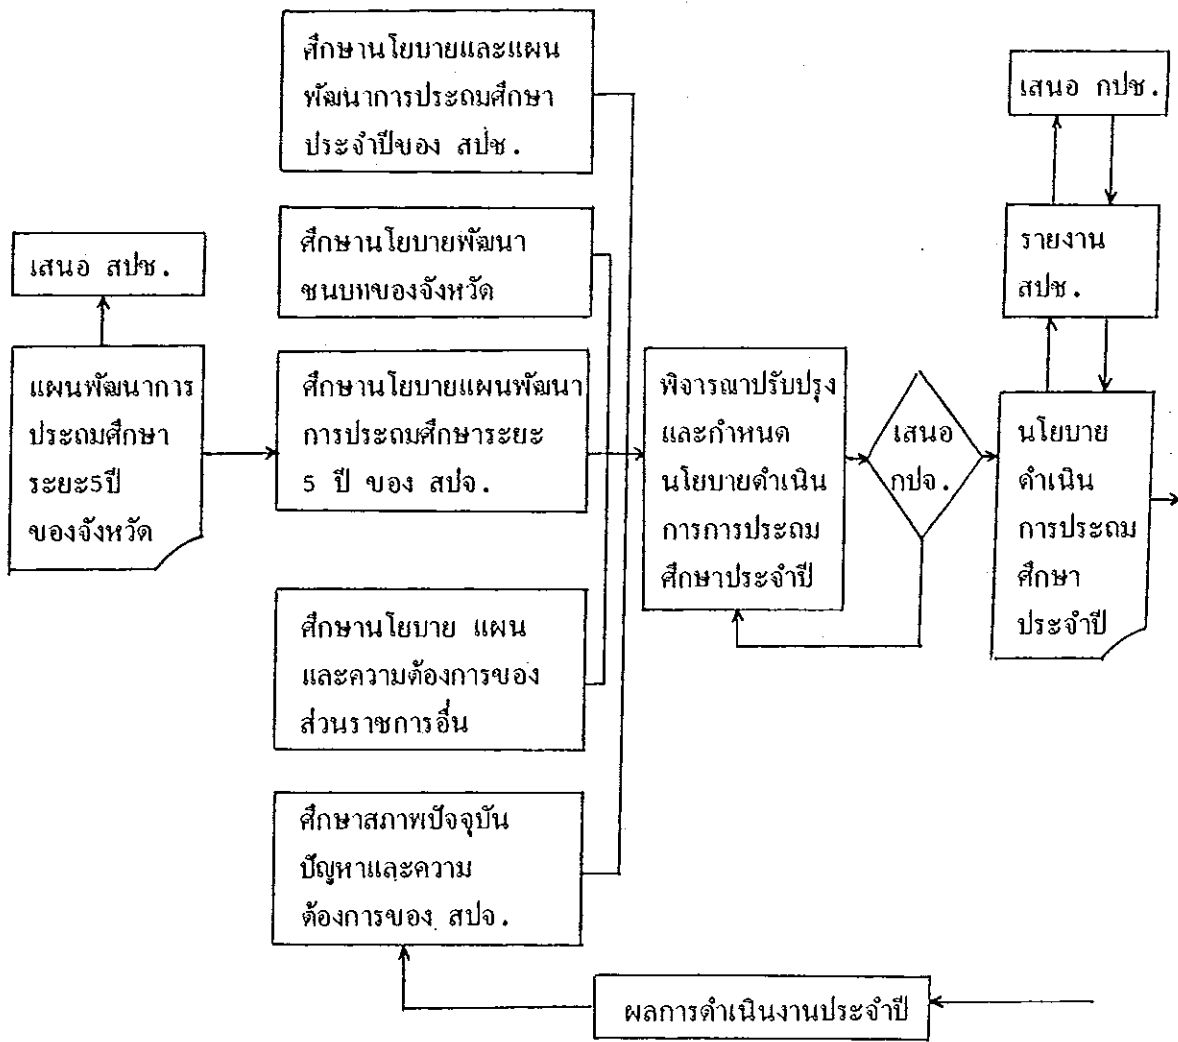 เสนอ สปช.
แผนพัฒนาการ
ประถมศึกษา
ระยะ5ปี
ของจังหวัด
ศึกษานโยบายและแผน
พัฒนาการประถมศึกษา
ประจำปีของ สปช.
ศึกษานโยบายพัฒนา
ชนบทของจังหวัด
ศึกษานโยบายแผนพัฒนา
การประถมศึกษาระยะ
5 ปี ของ สปจ.
ศึกษานโยบาย แผน
และความต้องการของ
ส่วนราชการอื่น
ศึกษาสภาพปัจจุบัน
ปัญหาและความ
ต้องการของ สปจ.
พิจารณาปรับปรุง
และกำหนด
นโยบายดำเนิน
การการประถม
ศึกษาประจำปี
เสนอ
กปจ.
เสนอ กปช.
รายงาน
สปช.
นโยบาย
ดำเนิน
การประถม
ศึกษา
ประจำปี
ผลการดำเนินงานประจำปี